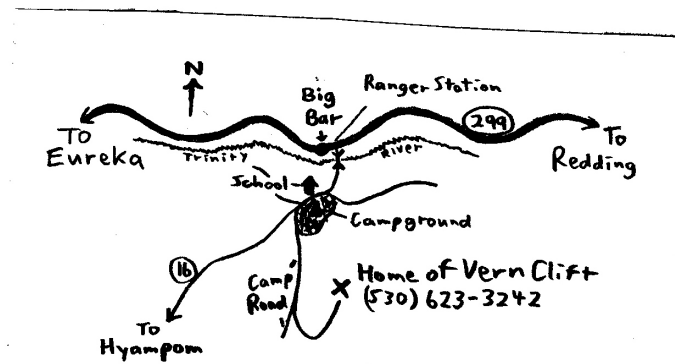 N
Ranger Station
Big
Bar
299
To
Eureka
To
Redding
Trinity
River
School
Campground
16
Camp
Road
Home of Vern Clift
(530) 623-3242
To
Hyampom